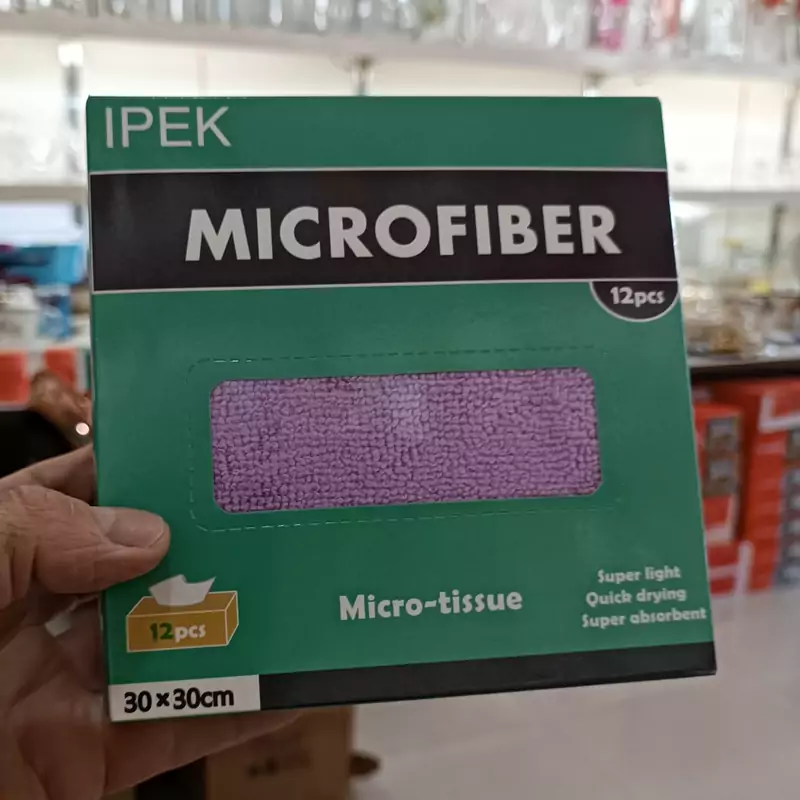 IPEK
MICROFIBER
12pcs
Micro-tissue
Super light
Quick drying
Super absorbent
12pcs
30×30cm